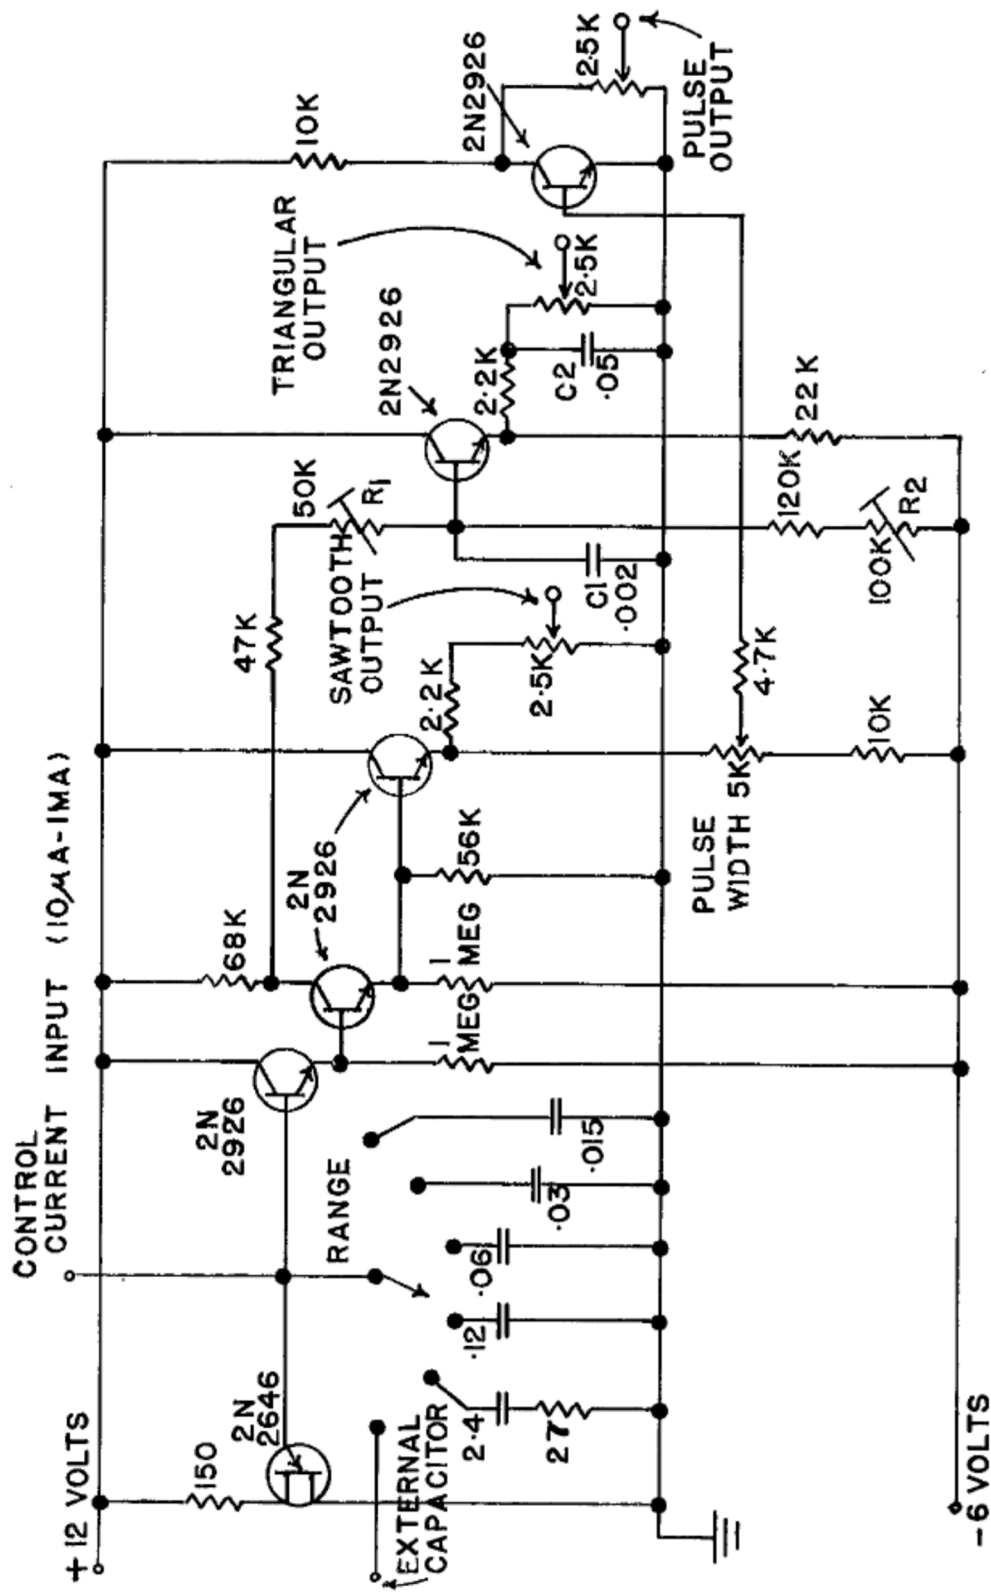 CONTROL
CURRENT INPUT (10µA-1MA)
+12 VOLTS
150
2N
2646
EXTERNAL
CAPACITOR
2.4
27
.12
.06
.03
.015
RANGE
2N
2926
1
MEG
1
MEG
68K
2N
2926
56K
47K
2.2K
SAWTOOTH
OUTPUT
2.5K
PULSE
WIDTH 5K
4.7K
10K
50K
R1
C1
.002
120K
100K
R2
2N2926
2.2K
TRIANGULAR
OUTPUT
2.5K
C2
.05
22K
10K
2N2926
25K
PULSE
OUTPUT
-6 VOLTS